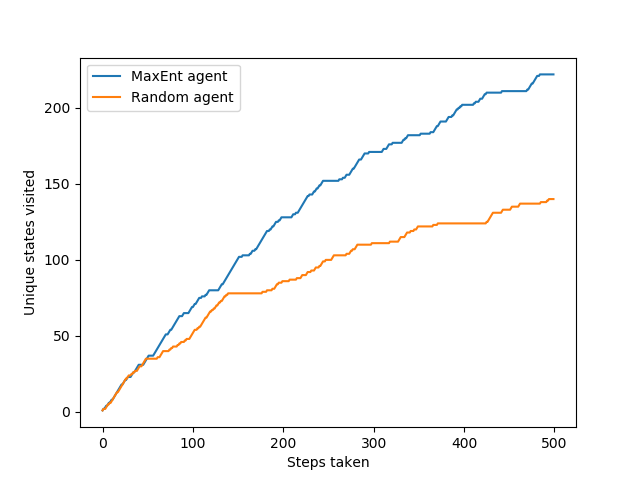 MaxEnt agent
Random agent
200
150
100
50
0
Unique states visited
0 100 200 300 400 500
Steps taken